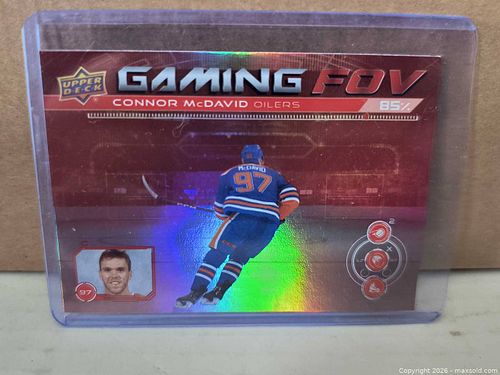 UPPER
DECK
GAMING FOV
CONNOR McDAVID OILERS
85%
McDAVID
97
97
Copyright 2026 - maxsold.com